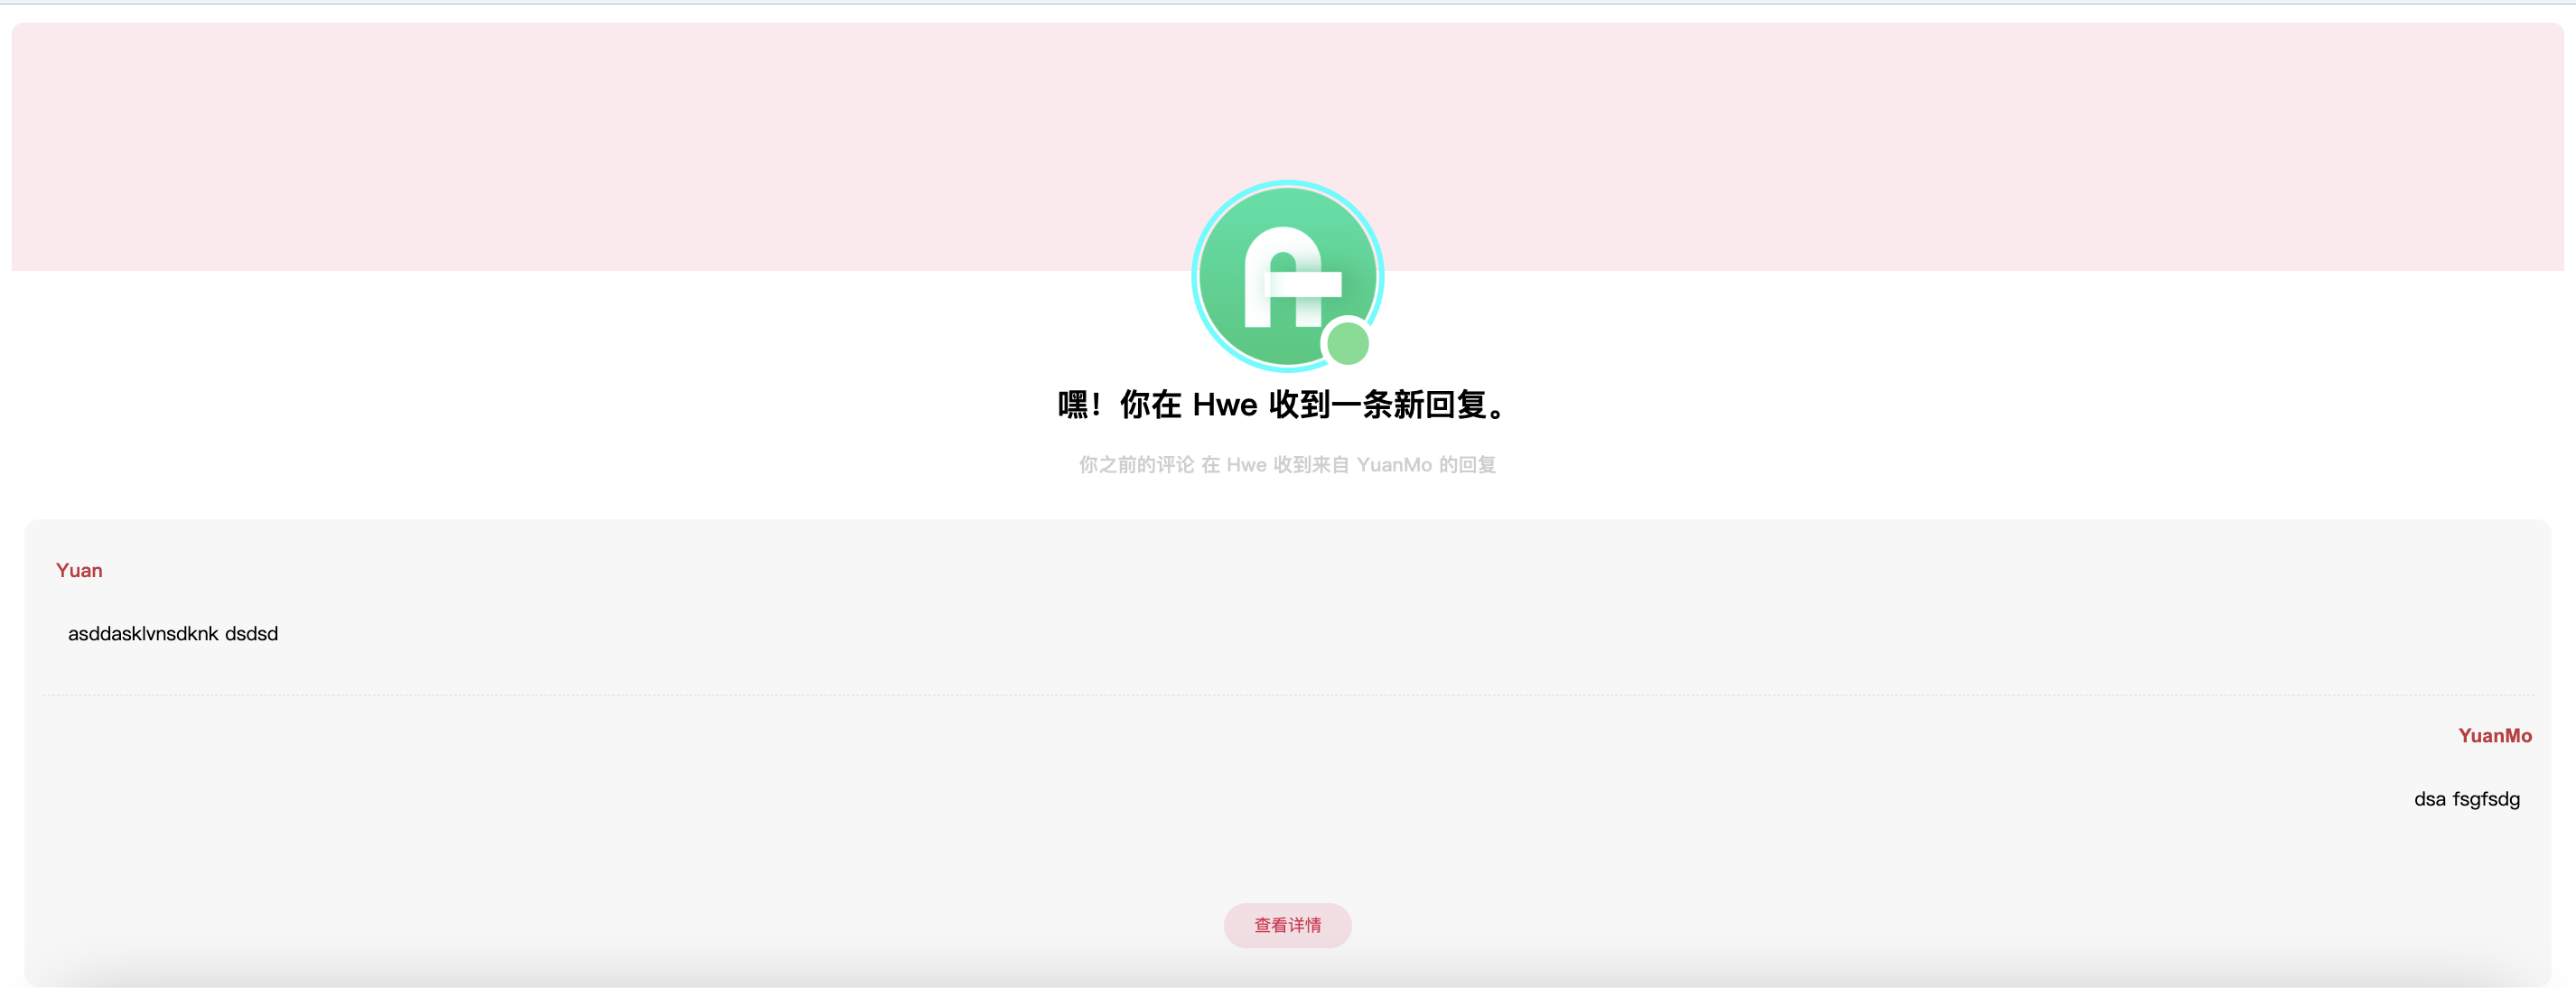 嘿！你在 Hwe 收到一条新回复。
你之前的评论 在 Hwe 收到来自 YuanMo 的回复
Yuan
asddasklvnsdknk dsdsd
YuanMo
dsa fsgfsdg
查看详情